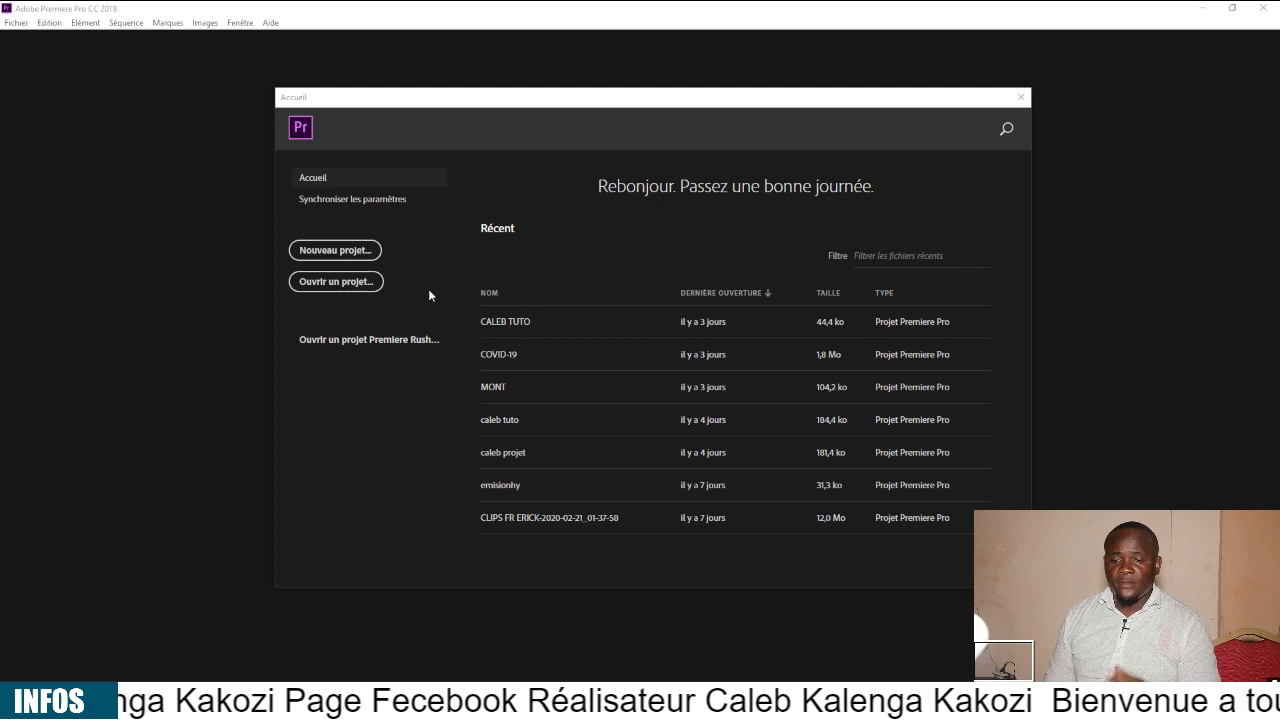 Pr Adobe Premiere Pro CC 2019
Fichier Edition Elément Séquence Marques Images Fenêtre Aide
Accueil
Pr
Accueil
Synchroniser les paramètres
Nouveau projet...
Ouvrir un projet...
Ouvrir un projet Premiere Rush...
Rebonjour. Passez une bonne journée.
Récent
Filtre Filtrer les fichiers récents
NOM DERNIÈRE OUVERTURE TAILLE TYPE
CALEB TUTO il y a 3 jours 44,4 ko Projet Premiere Pro
COVID-19 il y a 3 jours 1,8 Mo Projet Premiere Pro
MONT il y a 3 jours 104,2 ko Projet Premiere Pro
caleb tuto il y a 4 jours 184,4 ko Projet Premiere Pro
caleb projet il y a 4 jours 181,4 ko Projet Premiere Pro
emisionhy il y a 7 jours 31,3 ko Projet Premiere Pro
CLIPS FR ERICK-2020-02-21_01-37-58 il y a 7 jours 12,0 Mo Projet Premiere Pro
INFOS nga Kakozi Page Fecebook Réalisateur Caleb Kalenga Kakozi Bienvenue a tou